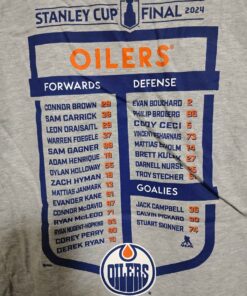 STANLEY CUP FINAL 2024
OILERS
FORWARDS DEFENSE
CONNOR BROWN 28
SAM CARRICK 39
LEON DRAISAITL 29
WARREN FOEGELE 37
SAM GAGNER 89
ADAM HENRIQUE 19
DYLAN HOLLOWAY 55
ZACH HYMAN 18
MATTIAS JANMARK 13
EVANDER KANE 91
CONNOR McDAVID 97
RYAN McLEOD 71
RYAN NUGENT-HOPKINS 93
COREY PERRY 90
DEREK RYAN 10
EVAN BOUCHARD 2
PHILIP BROBERG 86
CODY CECI 5
VINCENT DESHARNAIS 73
MATTIAS EKHOLM 14
BRETT KULAK 27
DARNELL NURSE 25
TROY STECHER 51
GOALIES
JACK CAMPBELL 36
CALVIN PICKARD 30
STUART SKINNER 74
OILERS